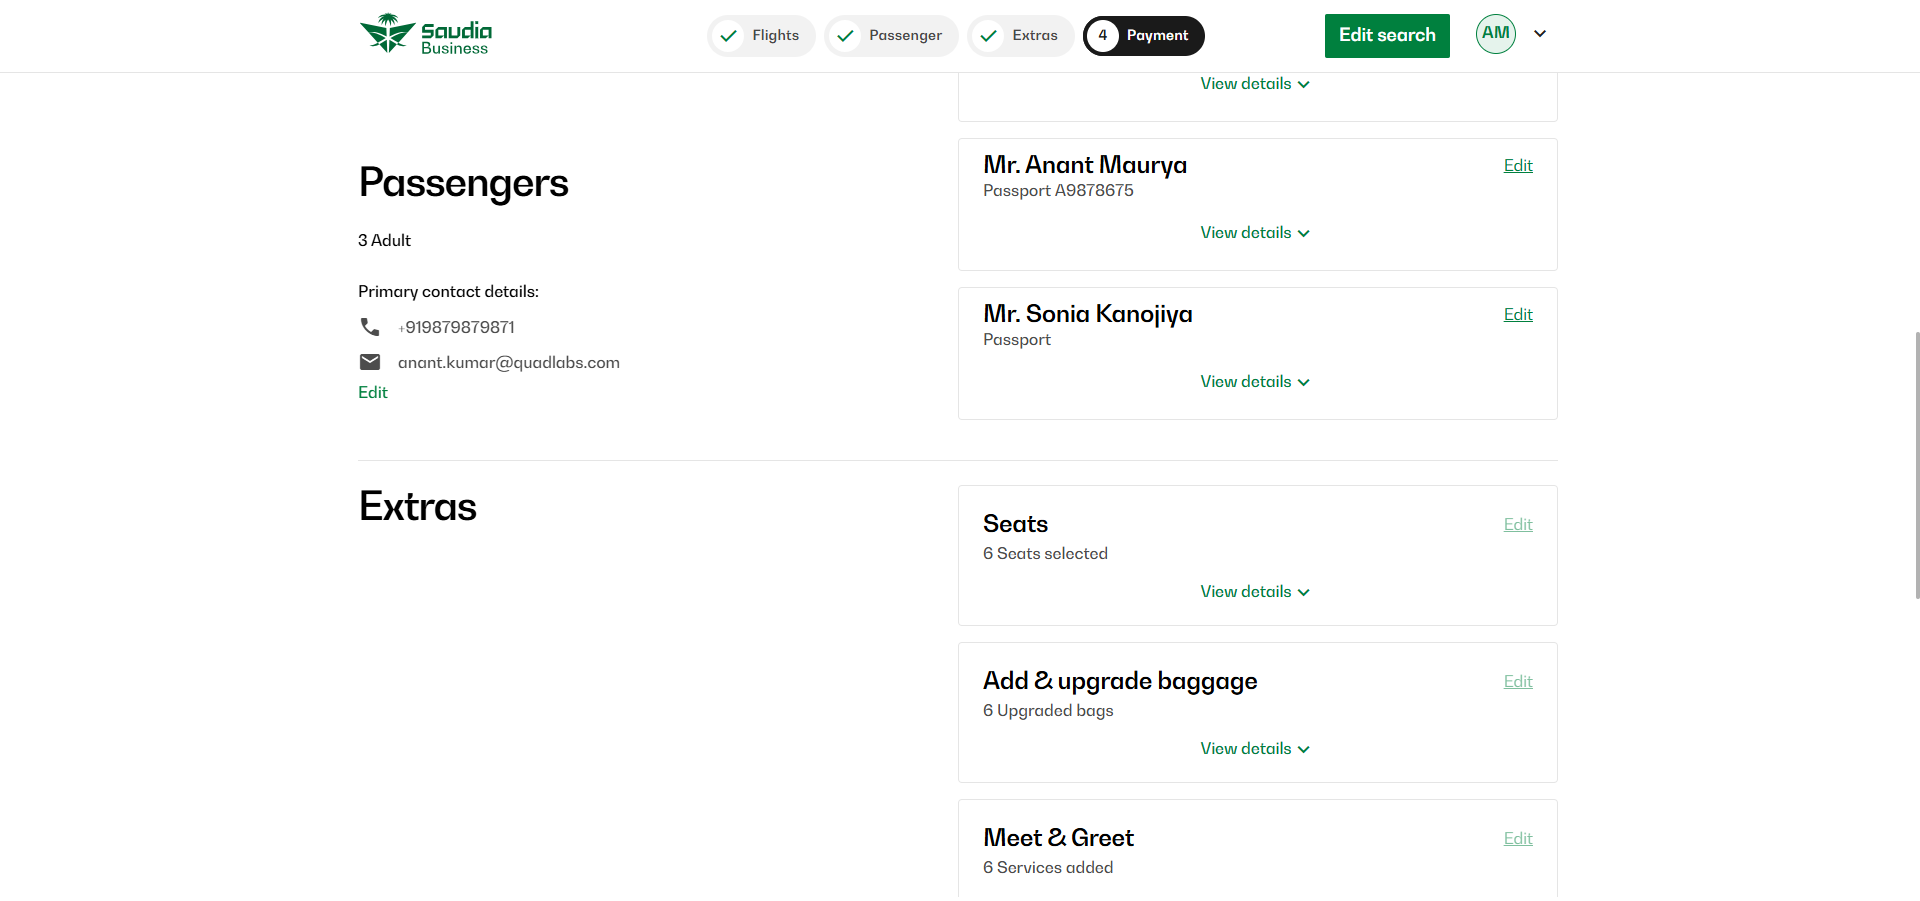 Saudia
Business
Flights
Passenger
Extras
4 Payment
Edit search
AM
View details
Passengers
3 Adult
Primary contact details:
+919879879871
anant.kumar@quadlabs.com
Edit
Mr. Anant Maurya
Edit
Passport A9878675
View details
Mr. Sonia Kanojiya
Edit
Passport
View details
Extras
Seats
Edit
6 Seats selected
View details
Add & upgrade baggage
Edit
6 Upgraded bags
View details
Meet & Greet
Edit
6 Services added